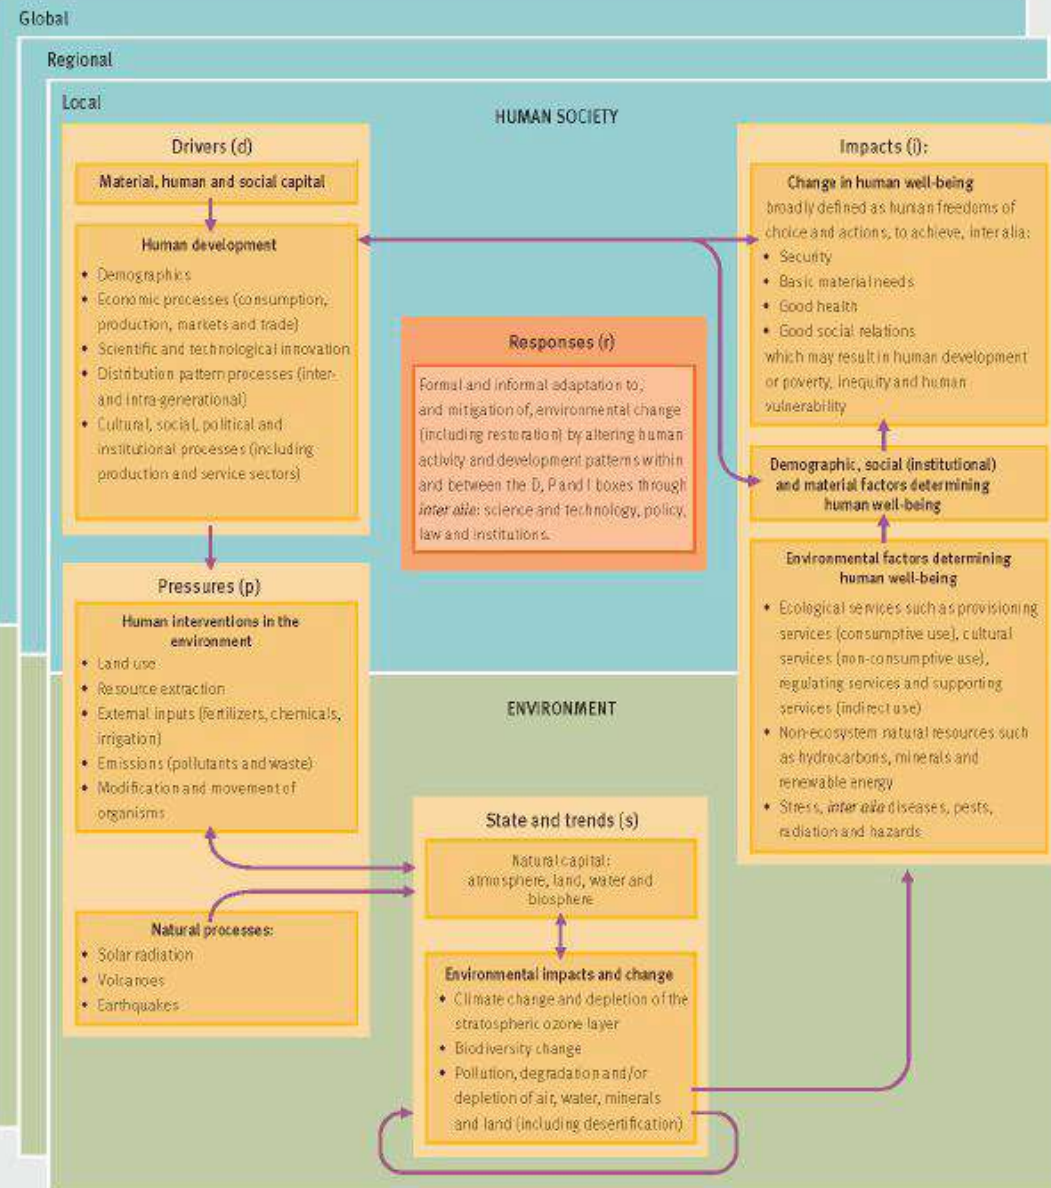 Global
Regional
Local
HUMAN SOCIETY
Drivers (d)
Material, human and social capital
Human development
• Demographics
• Economic processes (consumption,
production, markets and trade)
• Scientific and technological innovation
• Distribution pattern processes (inter-
and intra-generational)
• Cultural, social, political and
institutional processes (including
production and service sectors)
Pressures (p)
Human interventions in the
environment
• Land use
• Resource extraction
• External inputs (fertilizers, chemicals,
irrigation)
• Emissions (pollutants and waste)
• Modification and movement of
organisms
Natural processes:
• Solar radiation
• Volcanoes
• Earthquakes
Responses (r)
Formal and informal adaptation to,
and mitigation of, environmental change
(including restoration) by altering human
activity and development patterns within
and between the D, P and I boxes through
inter alia: science and technology, policy,
law and institutions.
ENVIRONMENT
State and trends (s)
Natural capital:
atmosphere, land, water and
biosphere
Environmental impacts and change
• Climate change and depletion of the
stratospheric ozone layer
• Biodiversity change
• Pollution, degradation and/or
depletion of air, water, minerals
and land (including desertification)
Impacts (i):
Change in human well-being
broadly defined as human freedoms of
choice and actions, to achieve, inter alia:
• Security
• Basic material needs
• Good health
• Good social relations
which may result in human development
or poverty, inequity and human
vulnerability
Demographic, social (institutional)
and material factors determining
human well-being
Environmental factors determining
human well-being
• Ecological services such as provisioning
services (consumptive use), cultural
services (non-consumptive use),
regulating services and supporting
services (indirect use)
• Non-ecosystem natural resources such
as hydrocarbons, minerals and
renewable energy
• Stress, inter alia diseases, pests,
radiation and hazards